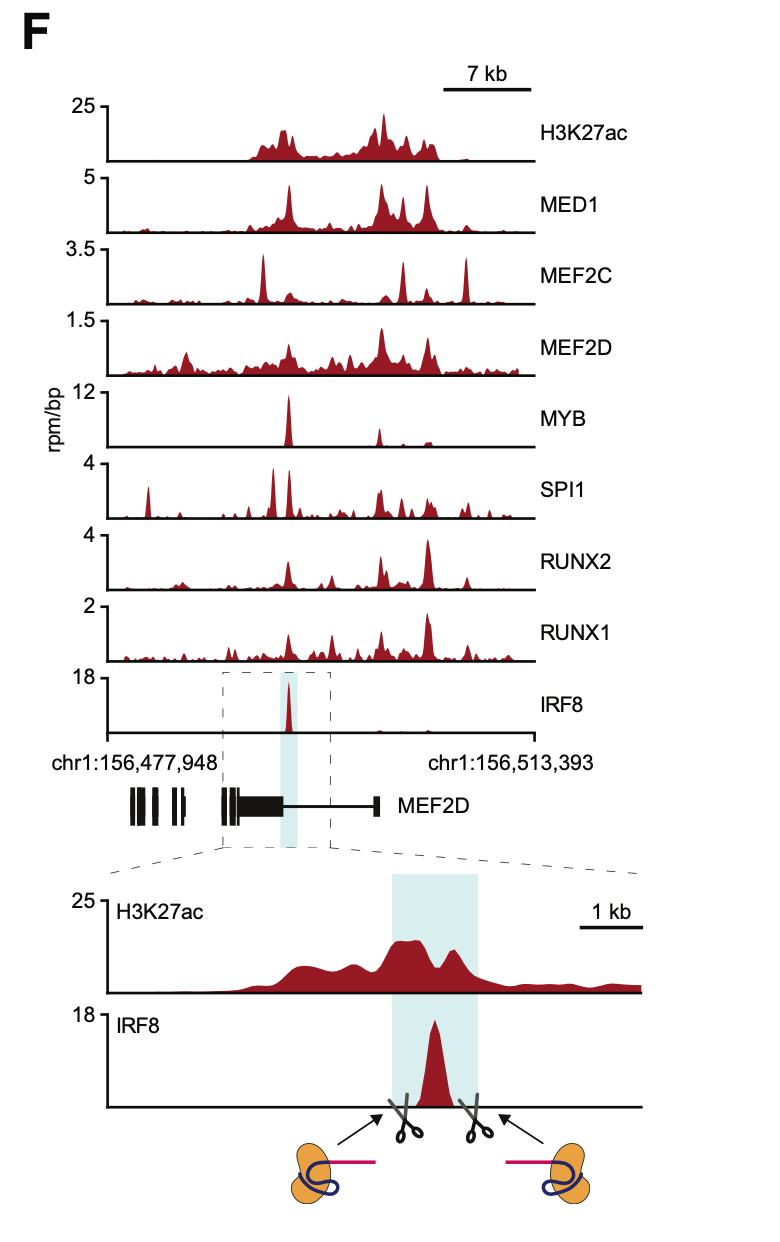 F
7 kb
25
H3K27ac
5
MED1
3.5
MEF2C
1.5
MEF2D
rpm/bp
12
MYB
4
SPI1
4
RUNX2
2
RUNX1
18
IRF8
chr1:156,477,948
chr1:156,513,393
MEF2D
25
H3K27ac
1 kb
18
IRF8